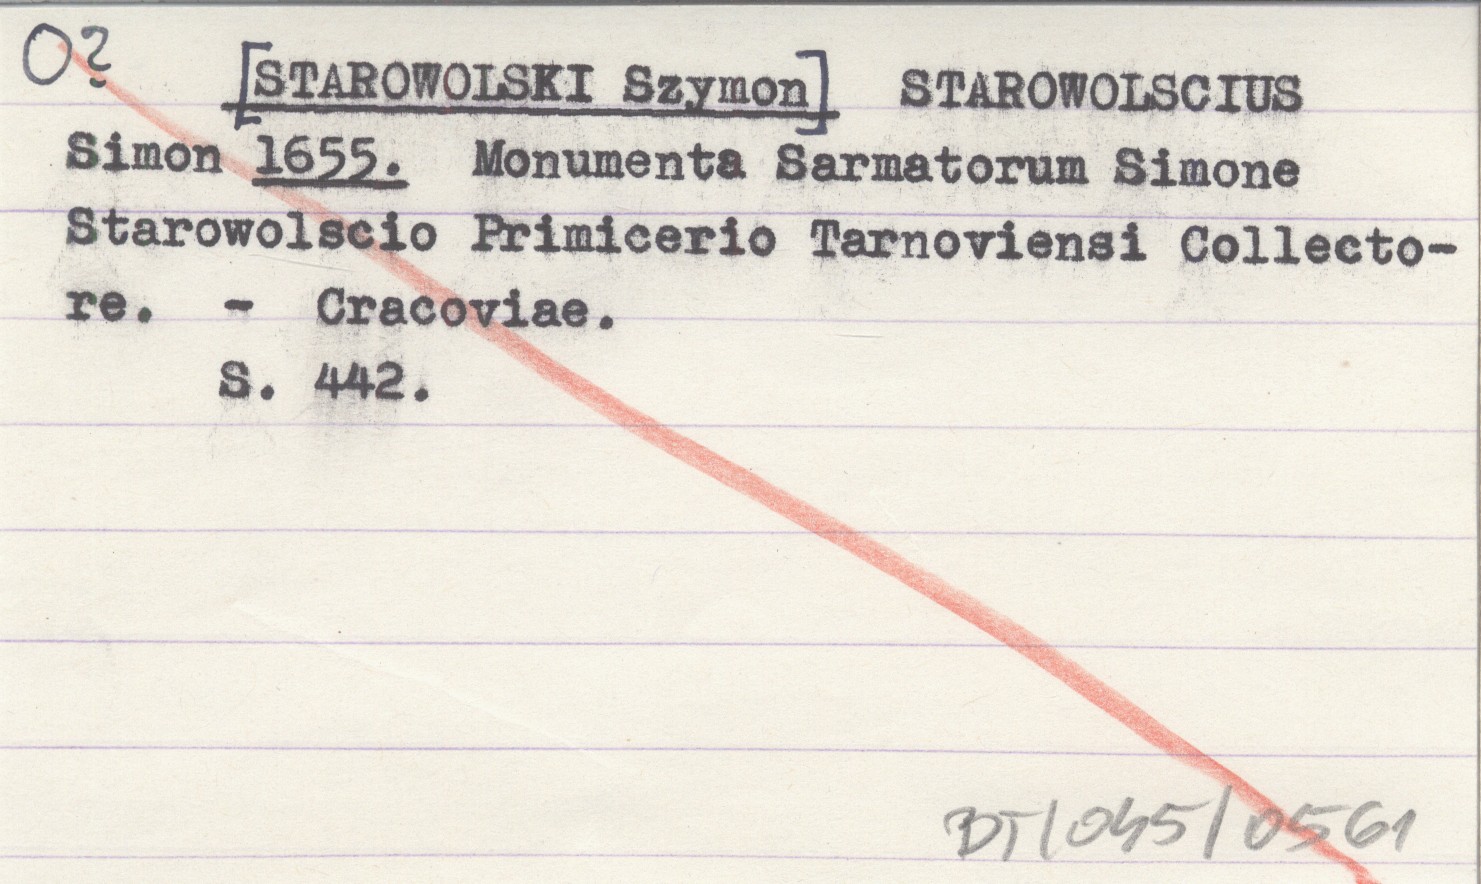 O?
[STAROWOLSKI Szymon] STAROWOLSCIUS
Simon 1655. Monumenta Sarmatorum Simone
Starowolscio Primicerio Tarnoviensi Collecto-
re. - Cracoviae.
S. 442.
BT/045/0561